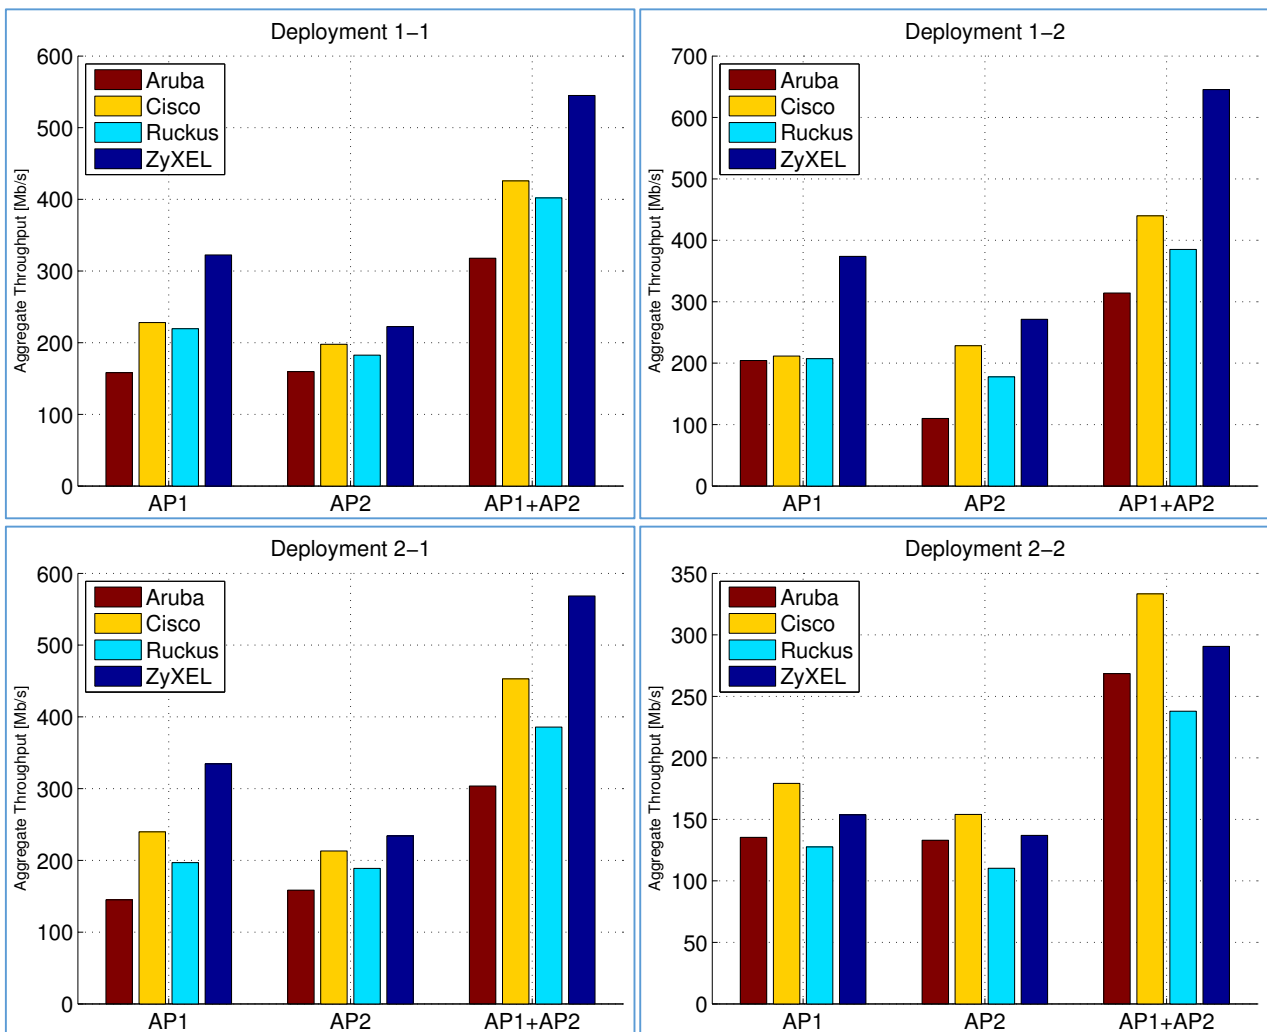 Deployment 1−1
Aggregate Throughput [Mb/s]
600
500
400
300
200
100
0
Aruba
Cisco
Ruckus
ZyXEL
AP1
AP2
AP1+AP2
Deployment 1−2
Aggregate Throughput [Mb/s]
700
600
500
400
300
200
100
0
Aruba
Cisco
Ruckus
ZyXEL
AP1
AP2
AP1+AP2
Deployment 2−1
Aggregate Throughput [Mb/s]
600
500
400
300
200
100
0
Aruba
Cisco
Ruckus
ZyXEL
AP1
AP2
AP1+AP2
Deployment 2−2
Aggregate Throughput [Mb/s]
350
300
250
200
150
100
50
0
Aruba
Cisco
Ruckus
ZyXEL
AP1
AP2
AP1+AP2